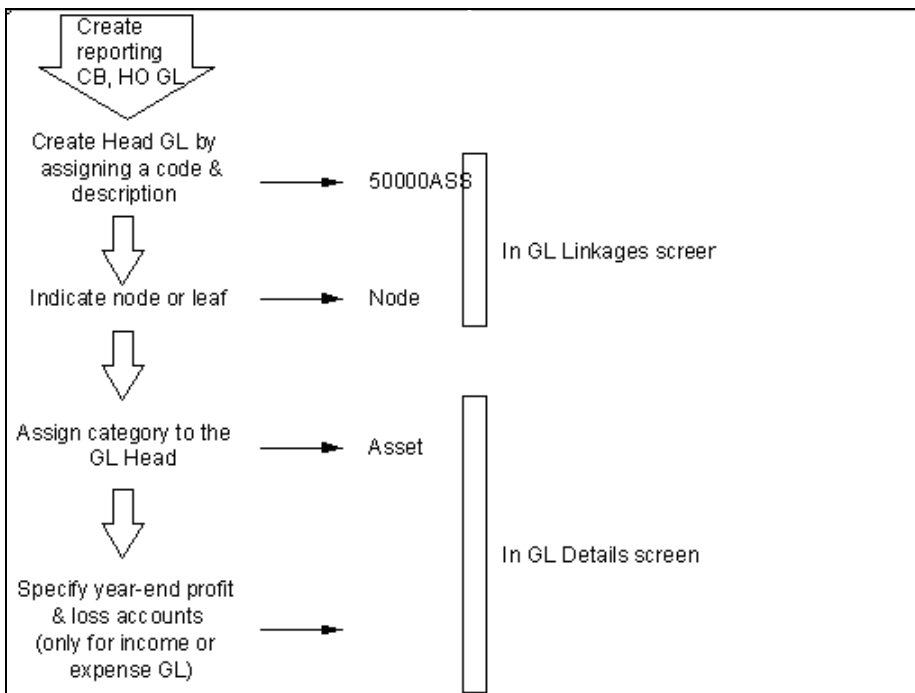 Create
reporting
CB, HO GL
Create Head GL by
assigning a code &
description
50000ASS
In GL Linkages screer
Indicate node or leaf
Node
Assign category to the
GL Head
Asset
In GL Details screen
Specify year-end profit
& loss accounts
(only for income or
expense GL)